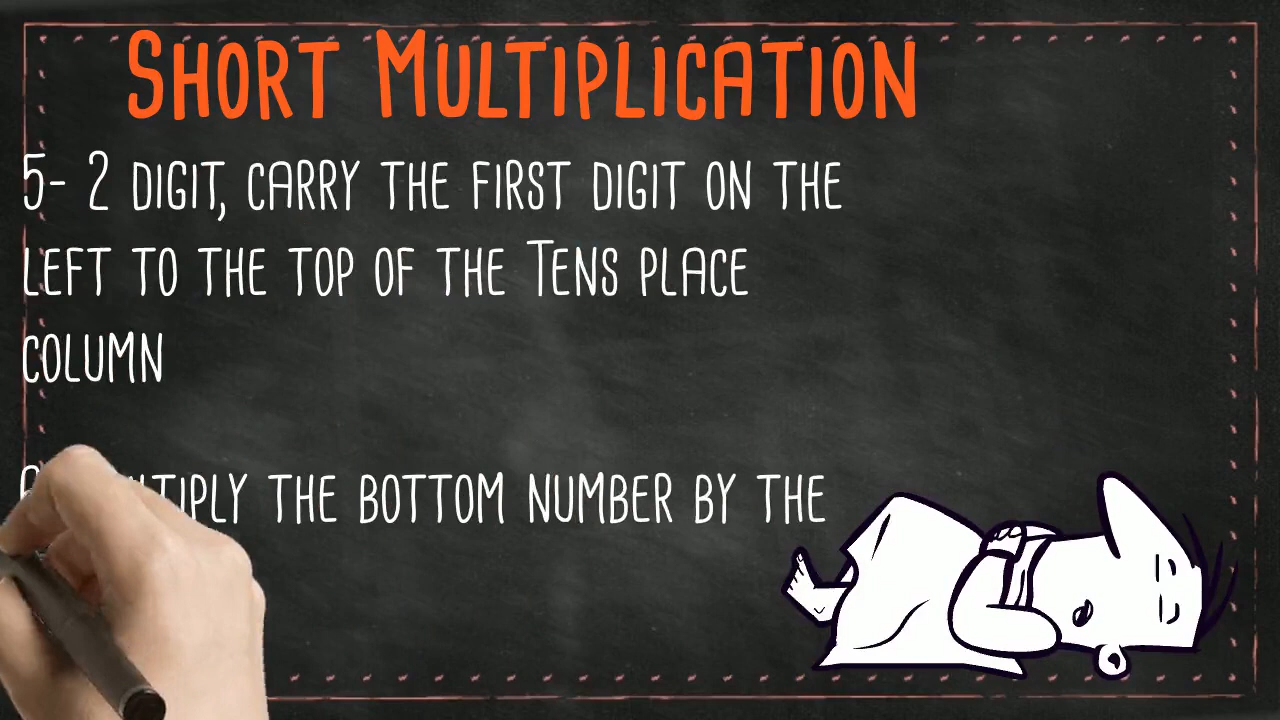 Short Multiplication
5- 2 digit, carry the first digit on the
left to the top of the Tens place
column
the bottom number by the